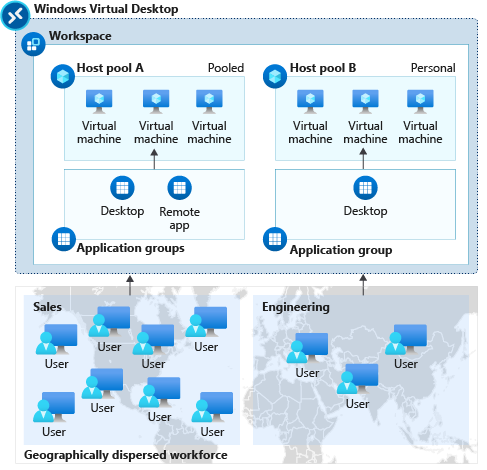 Windows Virtual Desktop
Workspace
Host pool A
Pooled
Virtual machine
Virtual machine
Virtual machine
Desktop
Remote app
Application groups
Host pool B
Personal
Virtual machine
Virtual machine
Virtual machine
Desktop
Application group
Sales
User
User
User
User
User
User
User
User
Engineering
User
User
User
Geographically dispersed workforce